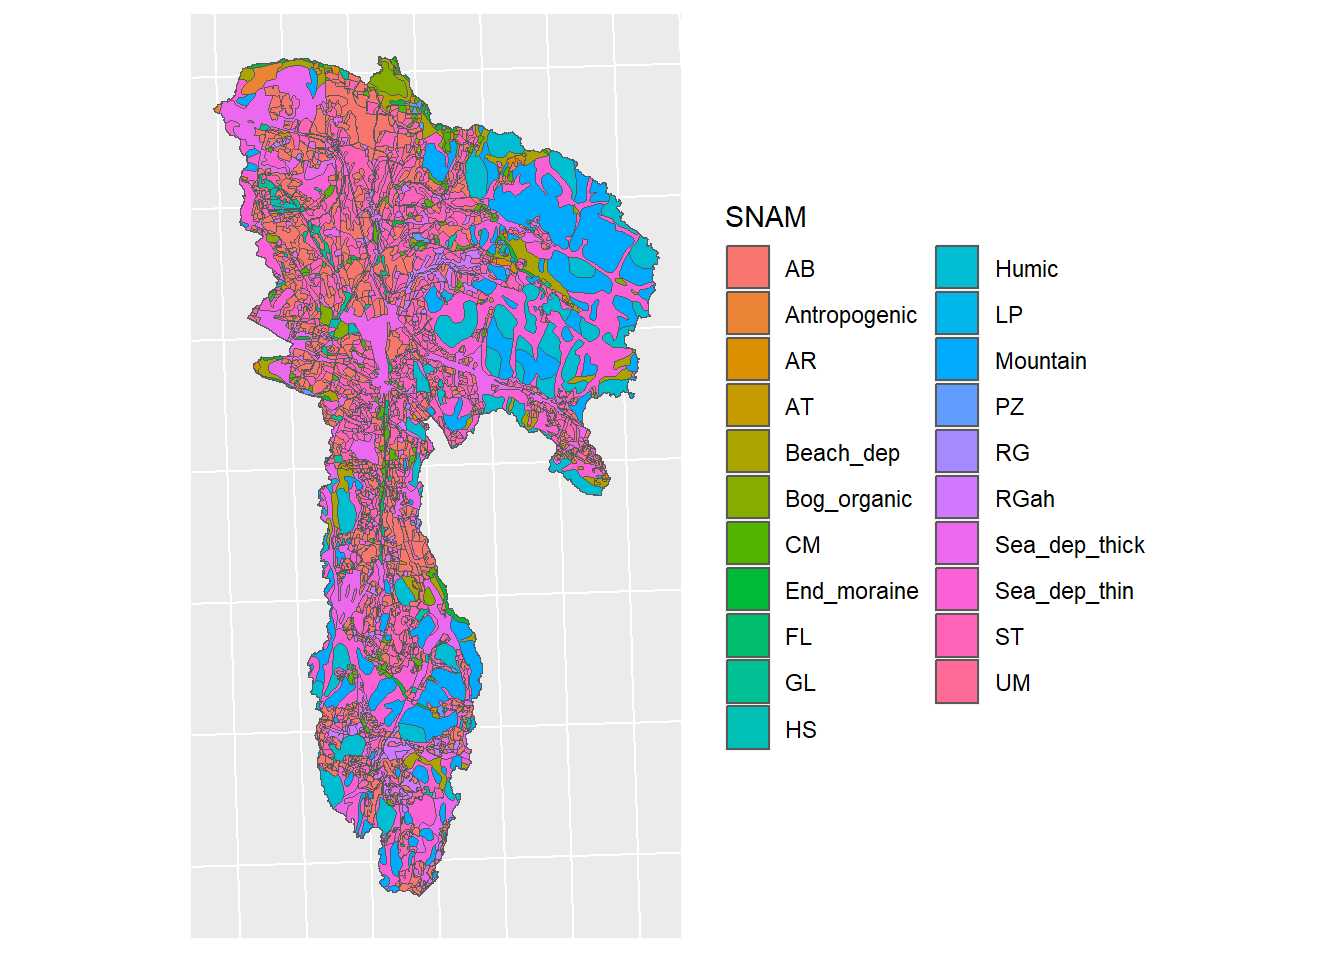 SNAM
AB
Antropogenic
AR
AT
Beach_dep
Bog_organic
CM
End_moraine
FL
GL
HS
Humic
LP
Mountain
PZ
RG
RGah
Sea_dep_thick
Sea_dep_thin
ST
UM